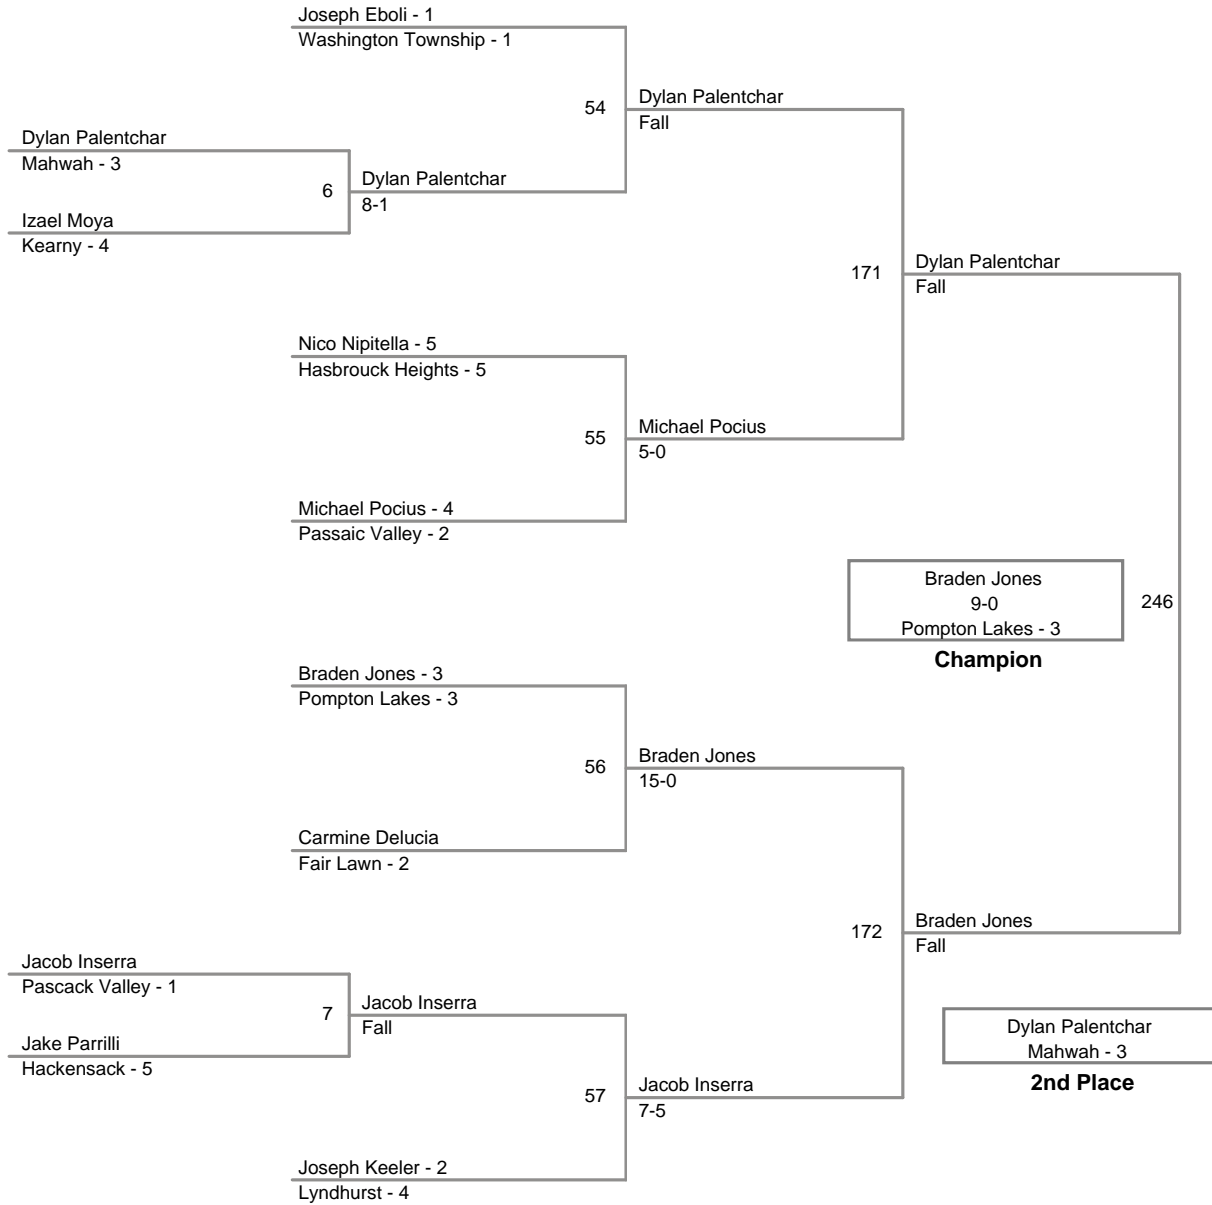 Joseph Eboli - 1
Washington Township - 1
54
Dylan Palentchar
Fall
Dylan Palentchar
Mahwah - 3
6
Dylan Palentchar
8-1
Izael Moya
Kearny - 4
171
Dylan Palentchar
Fall
Nico Nipitella - 5
Hasbrouck Heights - 5
55
Michael Pocius
5-0
Michael Pocius - 4
Passaic Valley - 2
Braden Jones
9-0
Pompton Lakes - 3
Champion
246
Braden Jones - 3
Pompton Lakes - 3
56
Braden Jones
15-0
Carmine Delucia
Fair Lawn - 2
172
Braden Jones
Fall
Jacob Inserra
Pascack Valley - 1
7
Jacob Inserra
Fall
Jake Parrilli
Hackensack - 5
Dylan Palentchar
Mahwah - 3
2nd Place
57
Jacob Inserra
7-5
Joseph Keeler - 2
Lyndhurst - 4